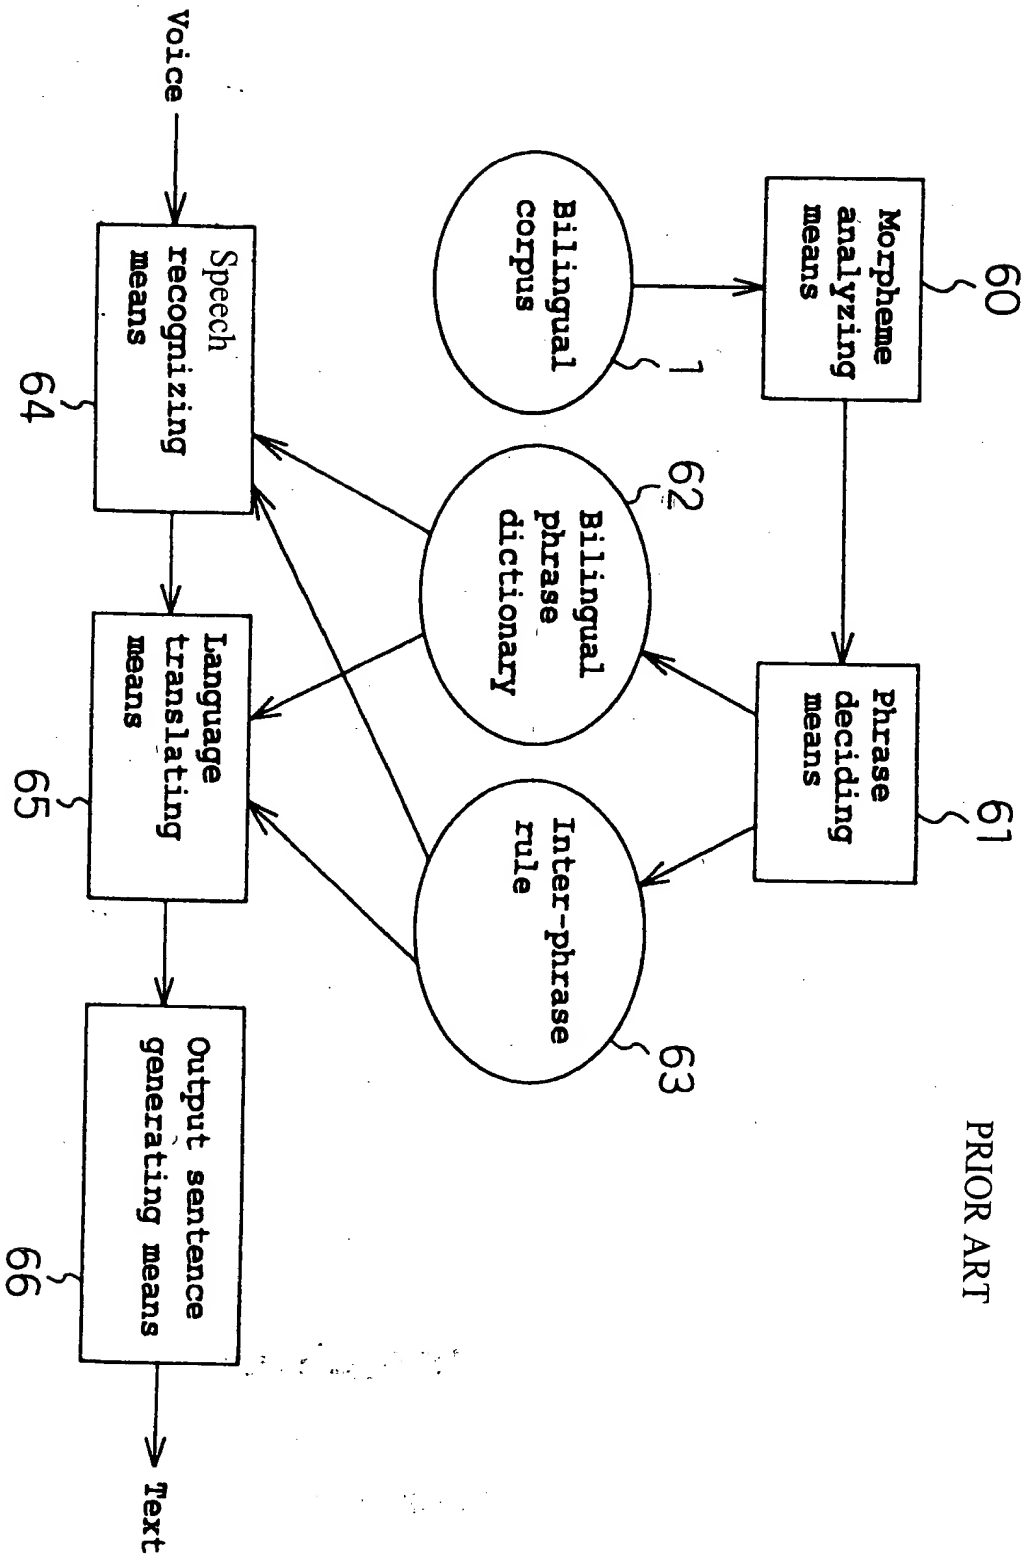 PRIOR ART
60
Morpheme
analyzing
means
61
Phrase
deciding
means
1
Bilingual
corpus
62
Bilingual
phrase
dictionary
63
Inter-phrase
rule
Voice
Speech
recognizing
means
64
Language
translating
means
65
Output sentence
generating means
66
Text